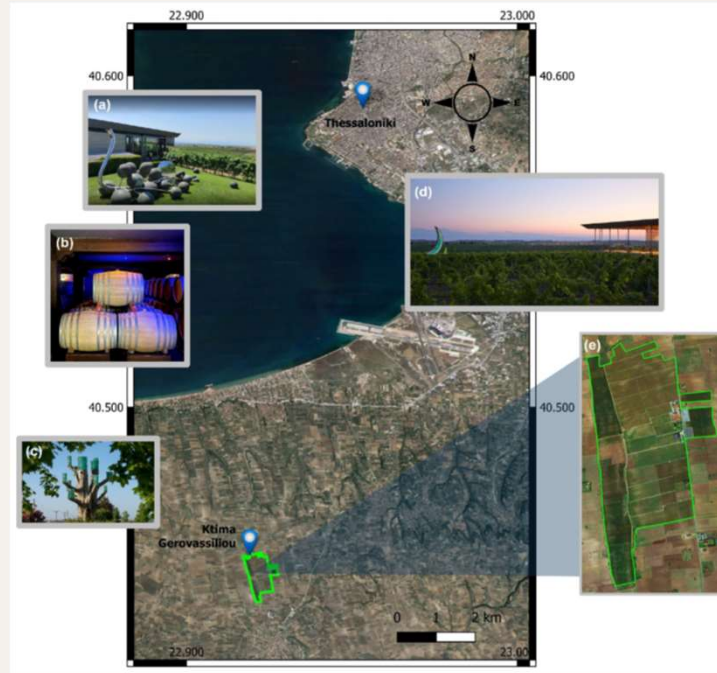 22.900 23.000
40.600 40.600
N
W E
S
Thessaloniki
(a)
(d)
(b)
(e)
40.500 40.500
(c)
Ktima
Gerovassiliou
0 1 2 km
22.900 23.000